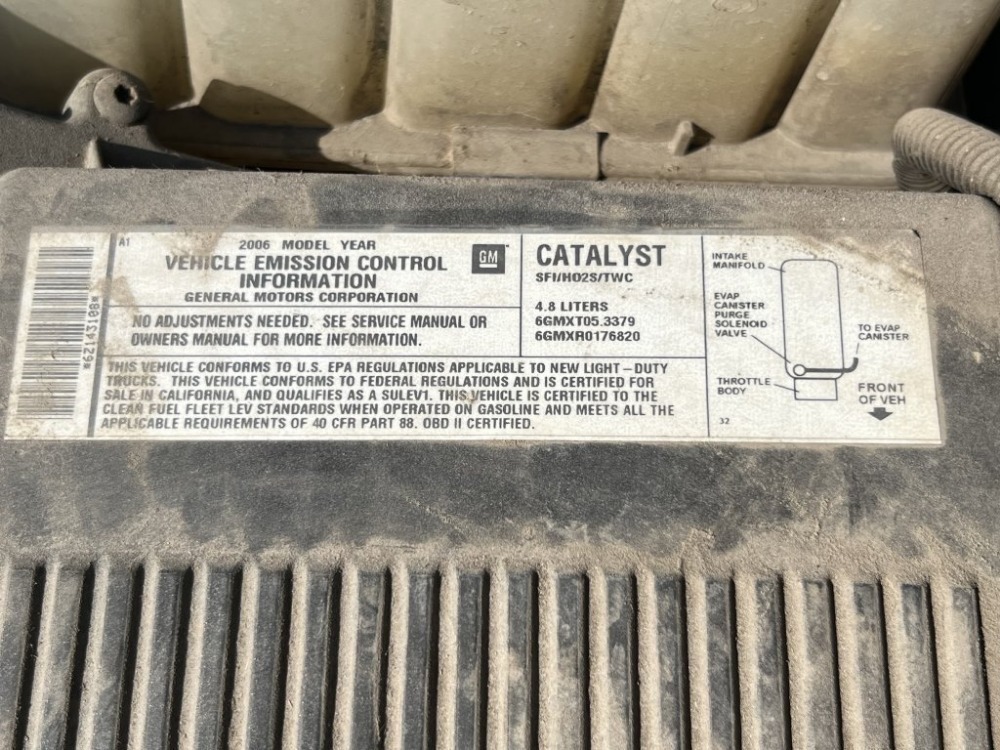 *62143108*
A1
2006 MODEL YEAR
VEHICLE EMISSION CONTROL
INFORMATION
GENERAL MOTORS CORPORATION
GM
NO ADJUSTMENTS NEEDED. SEE SERVICE MANUAL OR
OWNERS MANUAL FOR MORE INFORMATION.
CATALYST
SFI/HO2S/TWC
4.8 LITERS
6GMXT05.3379
6GMXR0176820
THIS VEHICLE CONFORMS TO U.S. EPA REGULATIONS APPLICABLE TO NEW LIGHT-DUTY
TRUCKS. THIS VEHICLE CONFORMS TO FEDERAL REGULATIONS AND IS CERTIFIED FOR
SALE IN CALIFORNIA, AND QUALIFIES AS A SULEV1. THIS VEHICLE IS CERTIFIED TO THE
CLEAN FUEL FLEET LEV STANDARDS WHEN OPERATED ON GASOLINE AND MEETS ALL THE
APPLICABLE REQUIREMENTS OF 40 CFR PART 88. OBD II CERTIFIED.
INTAKE
MANIFOLD
EVAP
CANISTER
PURGE
SOLENOID
VALVE
TO EVAP
CANISTER
THROTTLE
BODY
FRONT
OF VEH
32